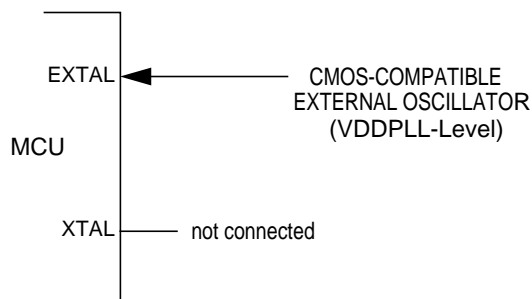 EXTAL
CMOS-COMPATIBLE
EXTERNAL OSCILLATOR
(VDDPLL-Level)
MCU
XTAL
not connected